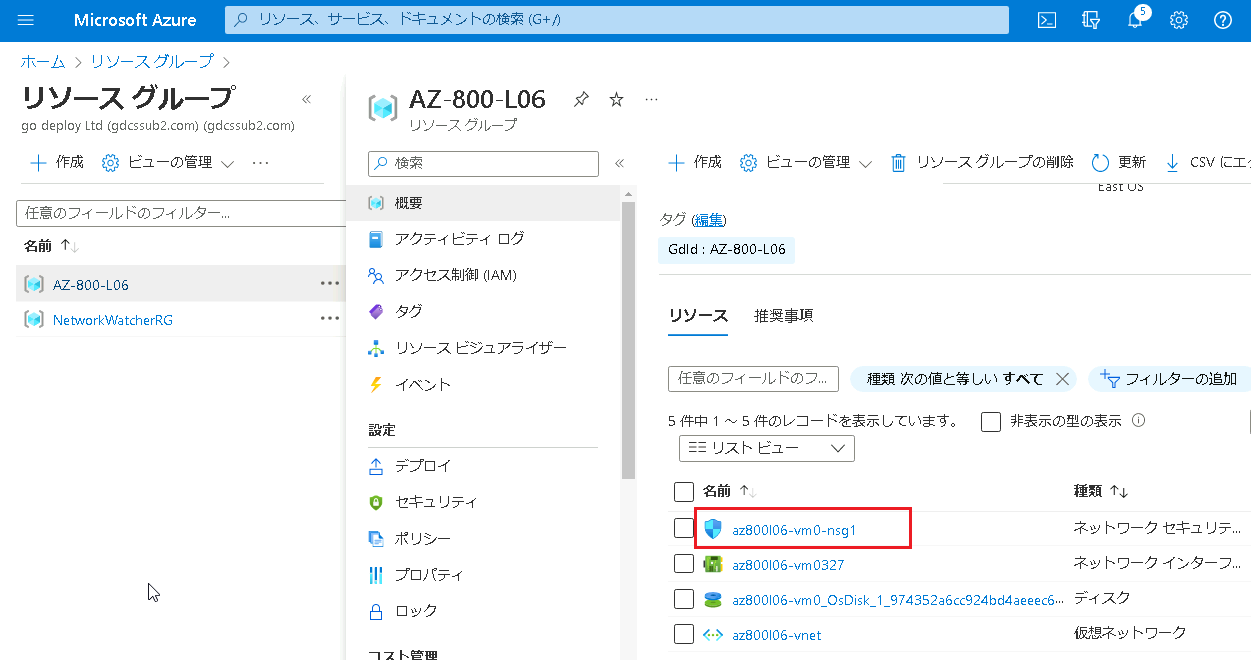 Microsoft Azure
リソース、サービス、ドキュメントの検索 (G+/)
5
ホーム > リソース グループ >
リソース グループ
go deploy Ltd (gdcssub2.com) (gdcssub2.com)
+ 作成 ビューの管理 ...
任意のフィールドのフィルター...
名前 ↑↓
AZ-800-L06 ...
NetworkWatcherRG ...
AZ-800-L06 ...
リソース グループ
検索
概要
アクティビティ ログ
アクセス制御 (IAM)
タグ
リソース ビジュアライザー
イベント
設定
デプロイ
セキュリティ
ポリシー
プロパティ
ロック
コスト管理
+ 作成 ビューの管理 リソース グループの削除 更新 CSV にエク
East US
タグ (編集)
GdId : AZ-800-L06
リソース 推奨事項
任意のフィールドのフ... 種類 次の値と等しい すべて フィルターの追加
5 件中 1 ～ 5 件のレコードを表示しています。 非表示の型の表示
リスト ビュー
名前 ↑↓ 種類 ↑↓
az800l06-vm0-nsg1 ネットワーク セキュリテ...
az800l06-vm0327 ネットワーク インターフ...
az800l06-vm0_OsDisk_1_974352a6cc924bd4aeeec6... ディスク
az800l06-vnet 仮想ネットワーク